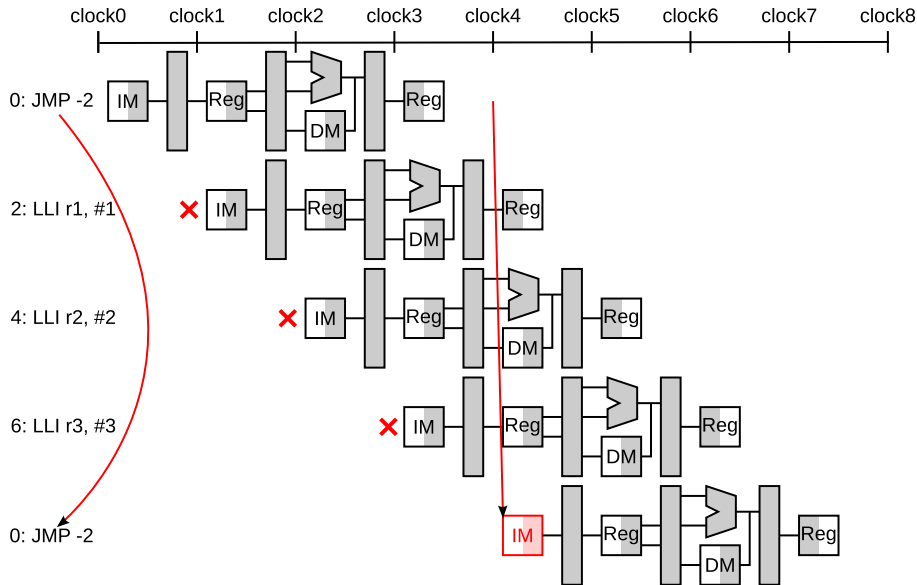 clock0 clock1 clock2 clock3 clock4 clock5 clock6 clock7 clock8
0: JMP -2 IM Reg DM Reg
2: LLI r1, #1 IM Reg DM Reg
4: LLI r2, #2 IM Reg DM Reg
6: LLI r3, #3 IM Reg DM Reg
0: JMP -2 IM Reg DM Reg